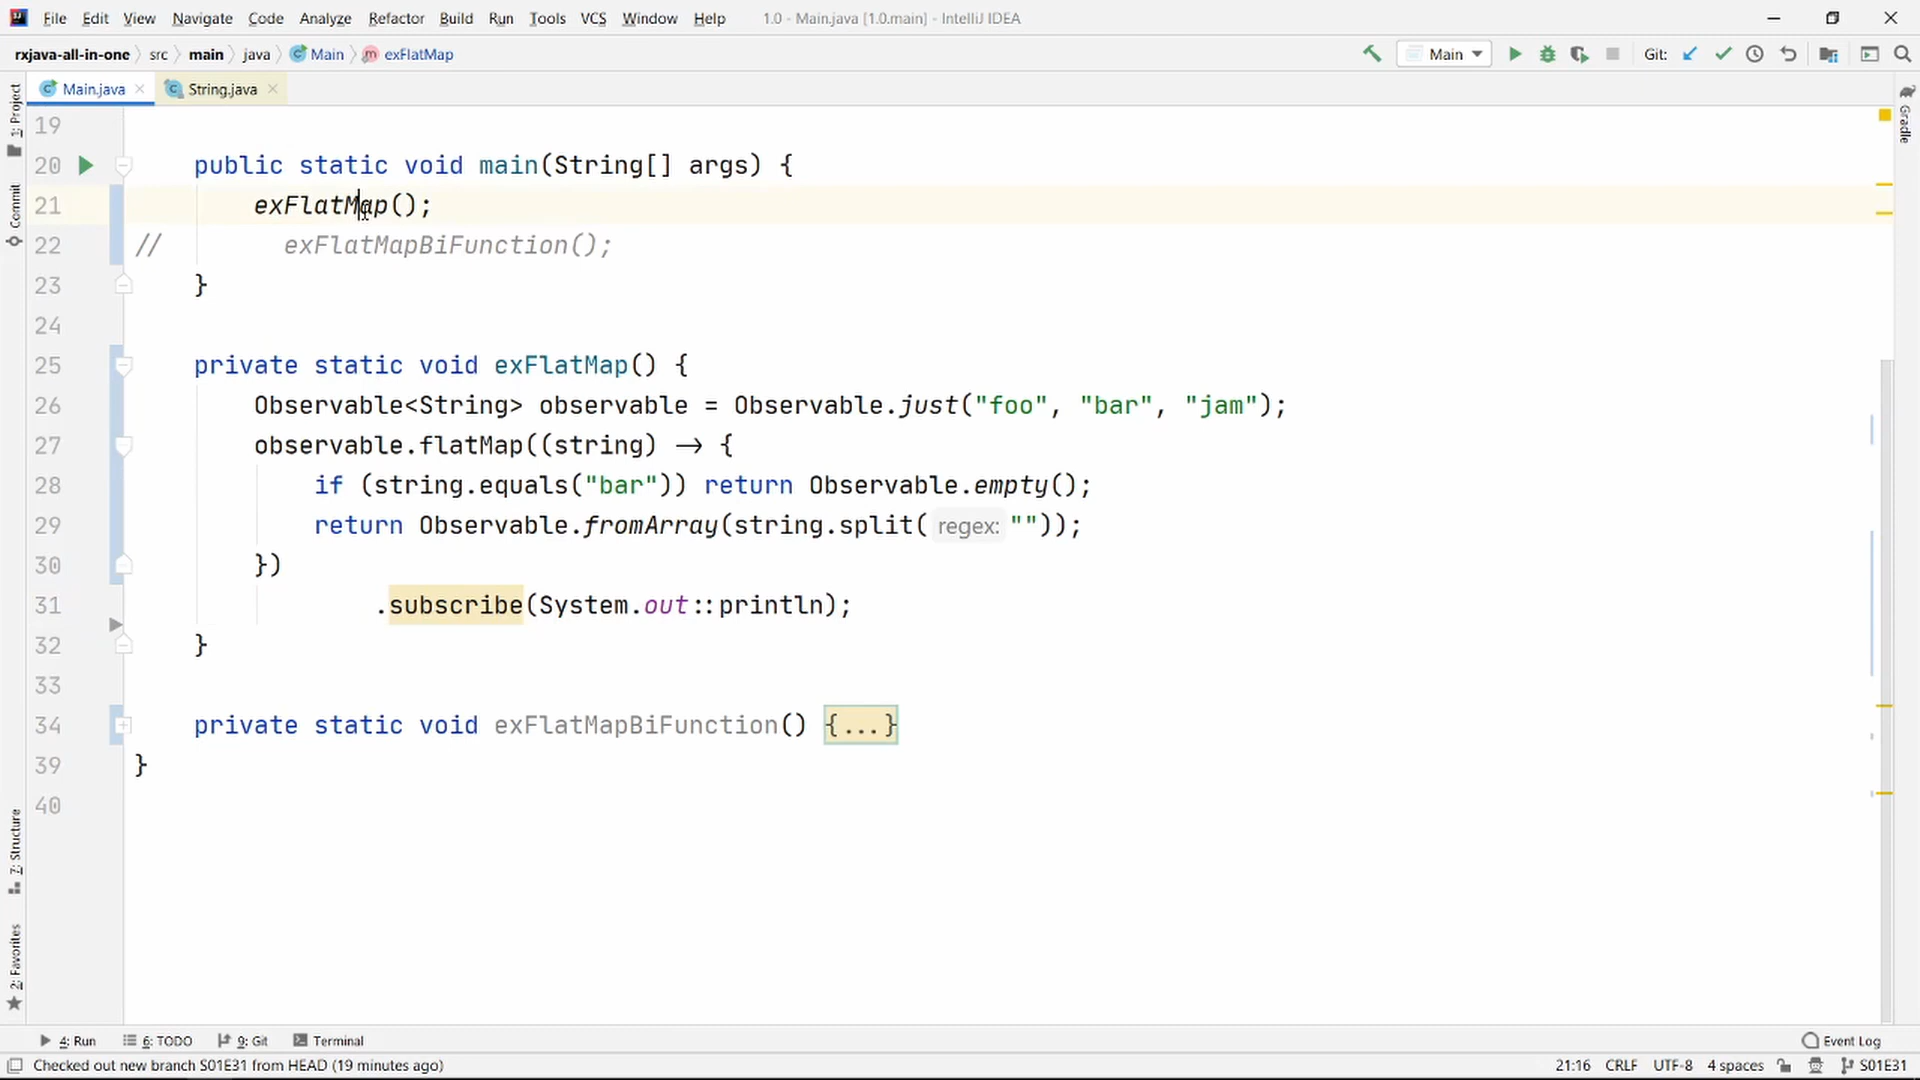 File Edit View Navigate Code Analyze Refactor Build Run Tools VCS Window Help 1.0 - Main.java [1.0.main] - IntelliJ IDEA
rxjava-all-in-one src main java Main exFlatMap Main Git:
Main.java String.java
1: Project
Commit
7: Structure
2: Favorites
Gradle
19
20 public static void main(String[] args) {
21 exFlatMap();
22 // exFlatMapBiFunction();
23 }
24
25 private static void exFlatMap() {
26 Observable<String> observable = Observable.just("foo", "bar", "jam");
27 observable.flatMap((string) → {
28 if (string.equals("bar")) return Observable.empty();
29 return Observable.fromArray(string.split( regex: ""));
30 })
31 .subscribe(System.out::println);
32 }
33
34 private static void exFlatMapBiFunction() {...}
39 }
40
4: Run 6: TODO 9: Git Terminal Event Log
Checked out new branch S01E31 from HEAD (19 minutes ago) 21:16 CRLF UTF-8 4 spaces S01E31